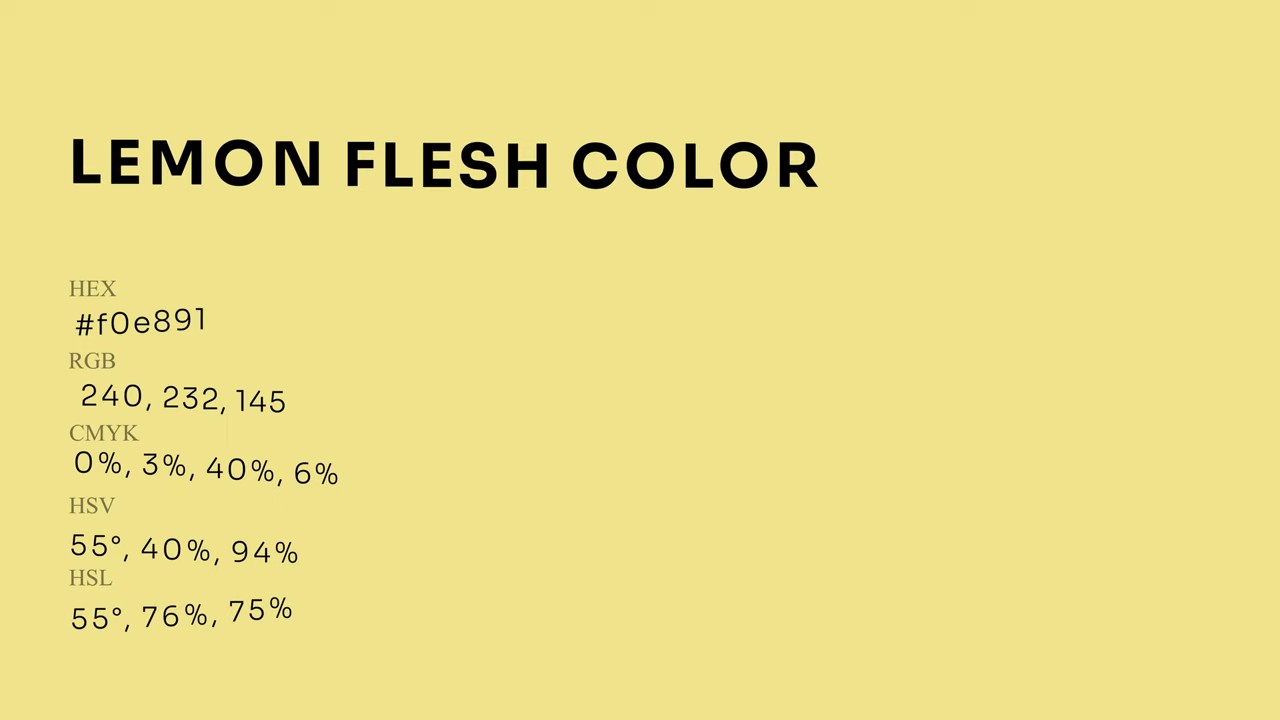 LEMON FLESH COLOR
HEX
#f0e891
RGB
240, 232, 145
CMYK
0%, 3%, 40%, 6%
HSV
55°, 40%, 94%
HSL
55°, 76%, 75%